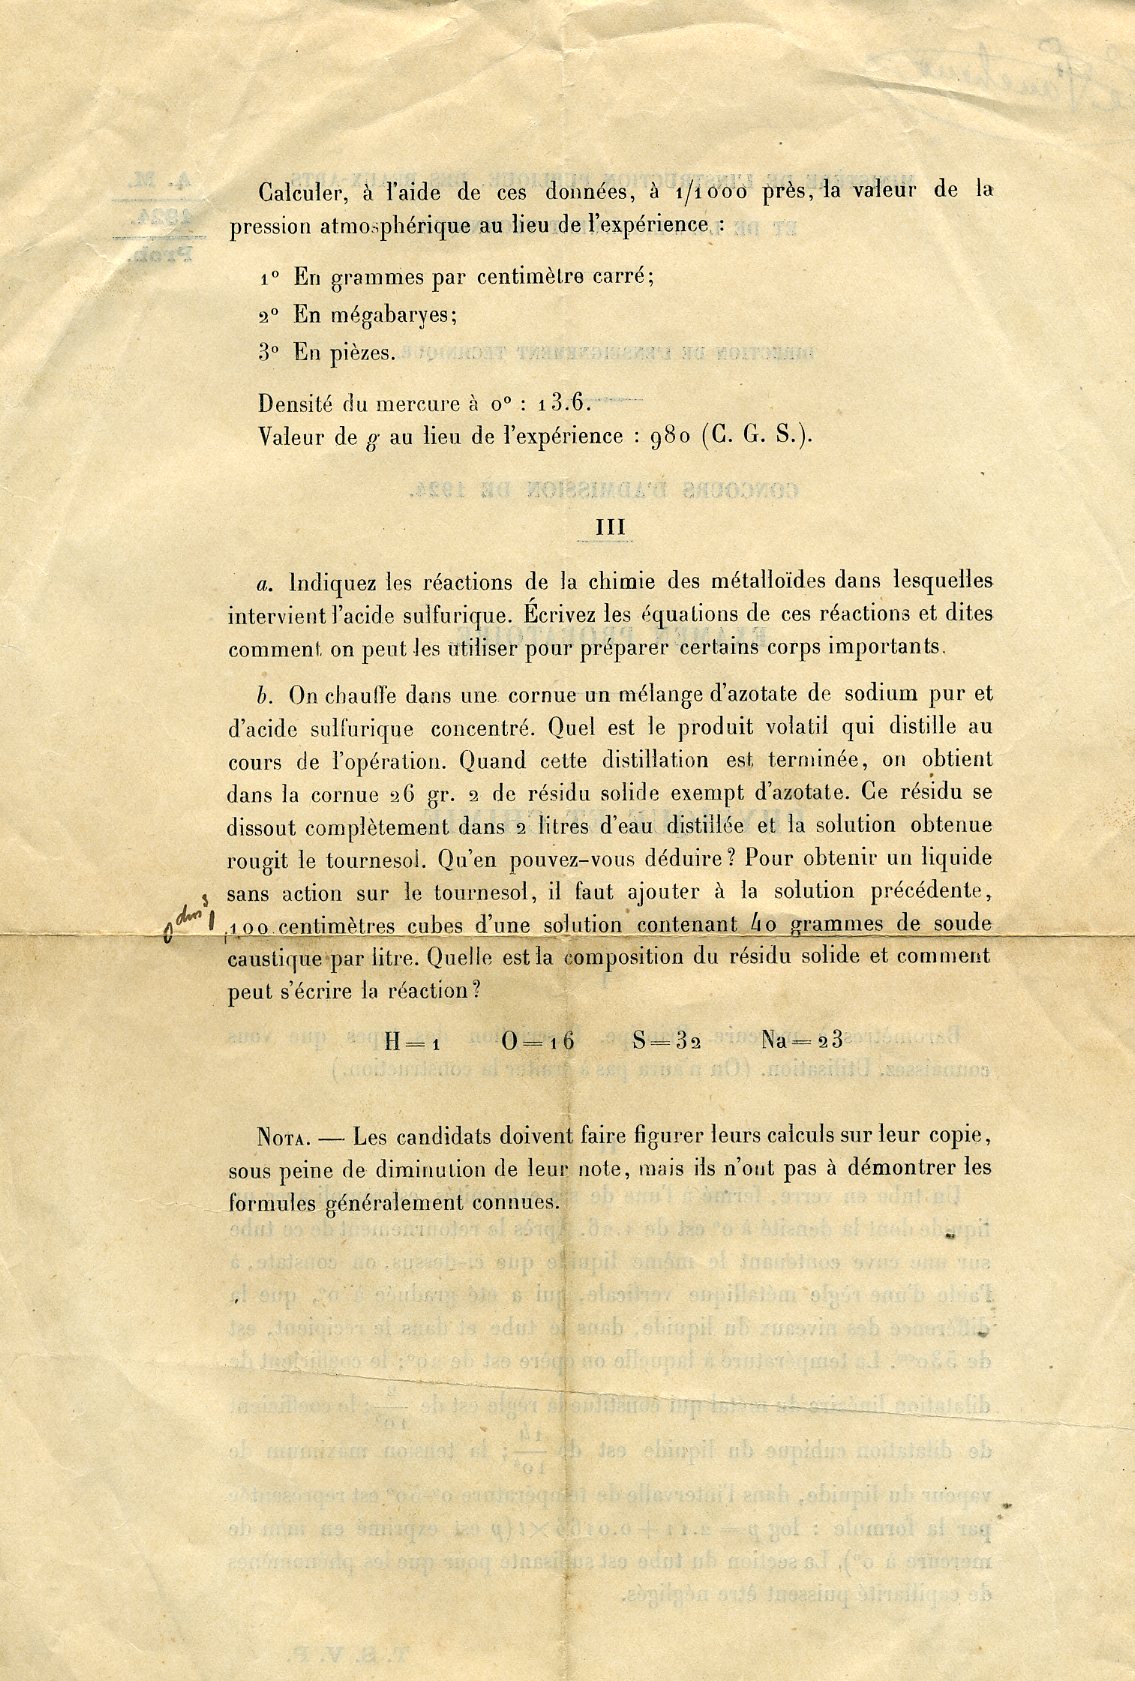 Calculer, à l'aide de ces données, à 1/1000 près, la valeur de la
pression atmosphérique au lieu de l'expérience :
1° En grammes par centimètre carré;
2° En mégabaryes;
3° En pièzes.
Densité du mercure à 0° : 13.6.
Valeur de g au lieu de l'expérience : 980 (C. G. S.).
III
a. Indiquez les réactions de la chimie des métalloïdes dans lesquelles
intervient l'acide sulfurique. Écrivez les équations de ces réactions et dites
comment on peut les utiliser pour préparer certains corps importants.
b. On chauffe dans une cornue un mélange d'azotate de sodium pur et
d'acide sulfurique concentré. Quel est le produit volatil qui distille au
cours de l'opération. Quand cette distillation est terminée, on obtient
dans la cornue 26 gr. 2 de résidu solide exempt d'azotate. Ce résidu se
dissout complètement dans 2 litres d'eau distillée et la solution obtenue
rougit le tournesol. Qu'en pouvez-vous déduire? Pour obtenir un liquide
sans action sur le tournesol, il faut ajouter à la solution précédente,
100 centimètres cubes d'une solution contenant 40 grammes de soude
caustique par litre. Quelle est la composition du résidu solide et comment
peut s'écrire la réaction?
H = 1 O = 16 S = 32 Na = 23
NOTA. — Les candidats doivent faire figurer leurs calculs sur leur copie,
sous peine de diminution de leur note, mais ils n'ont pas à démontrer les
formules généralement connues.